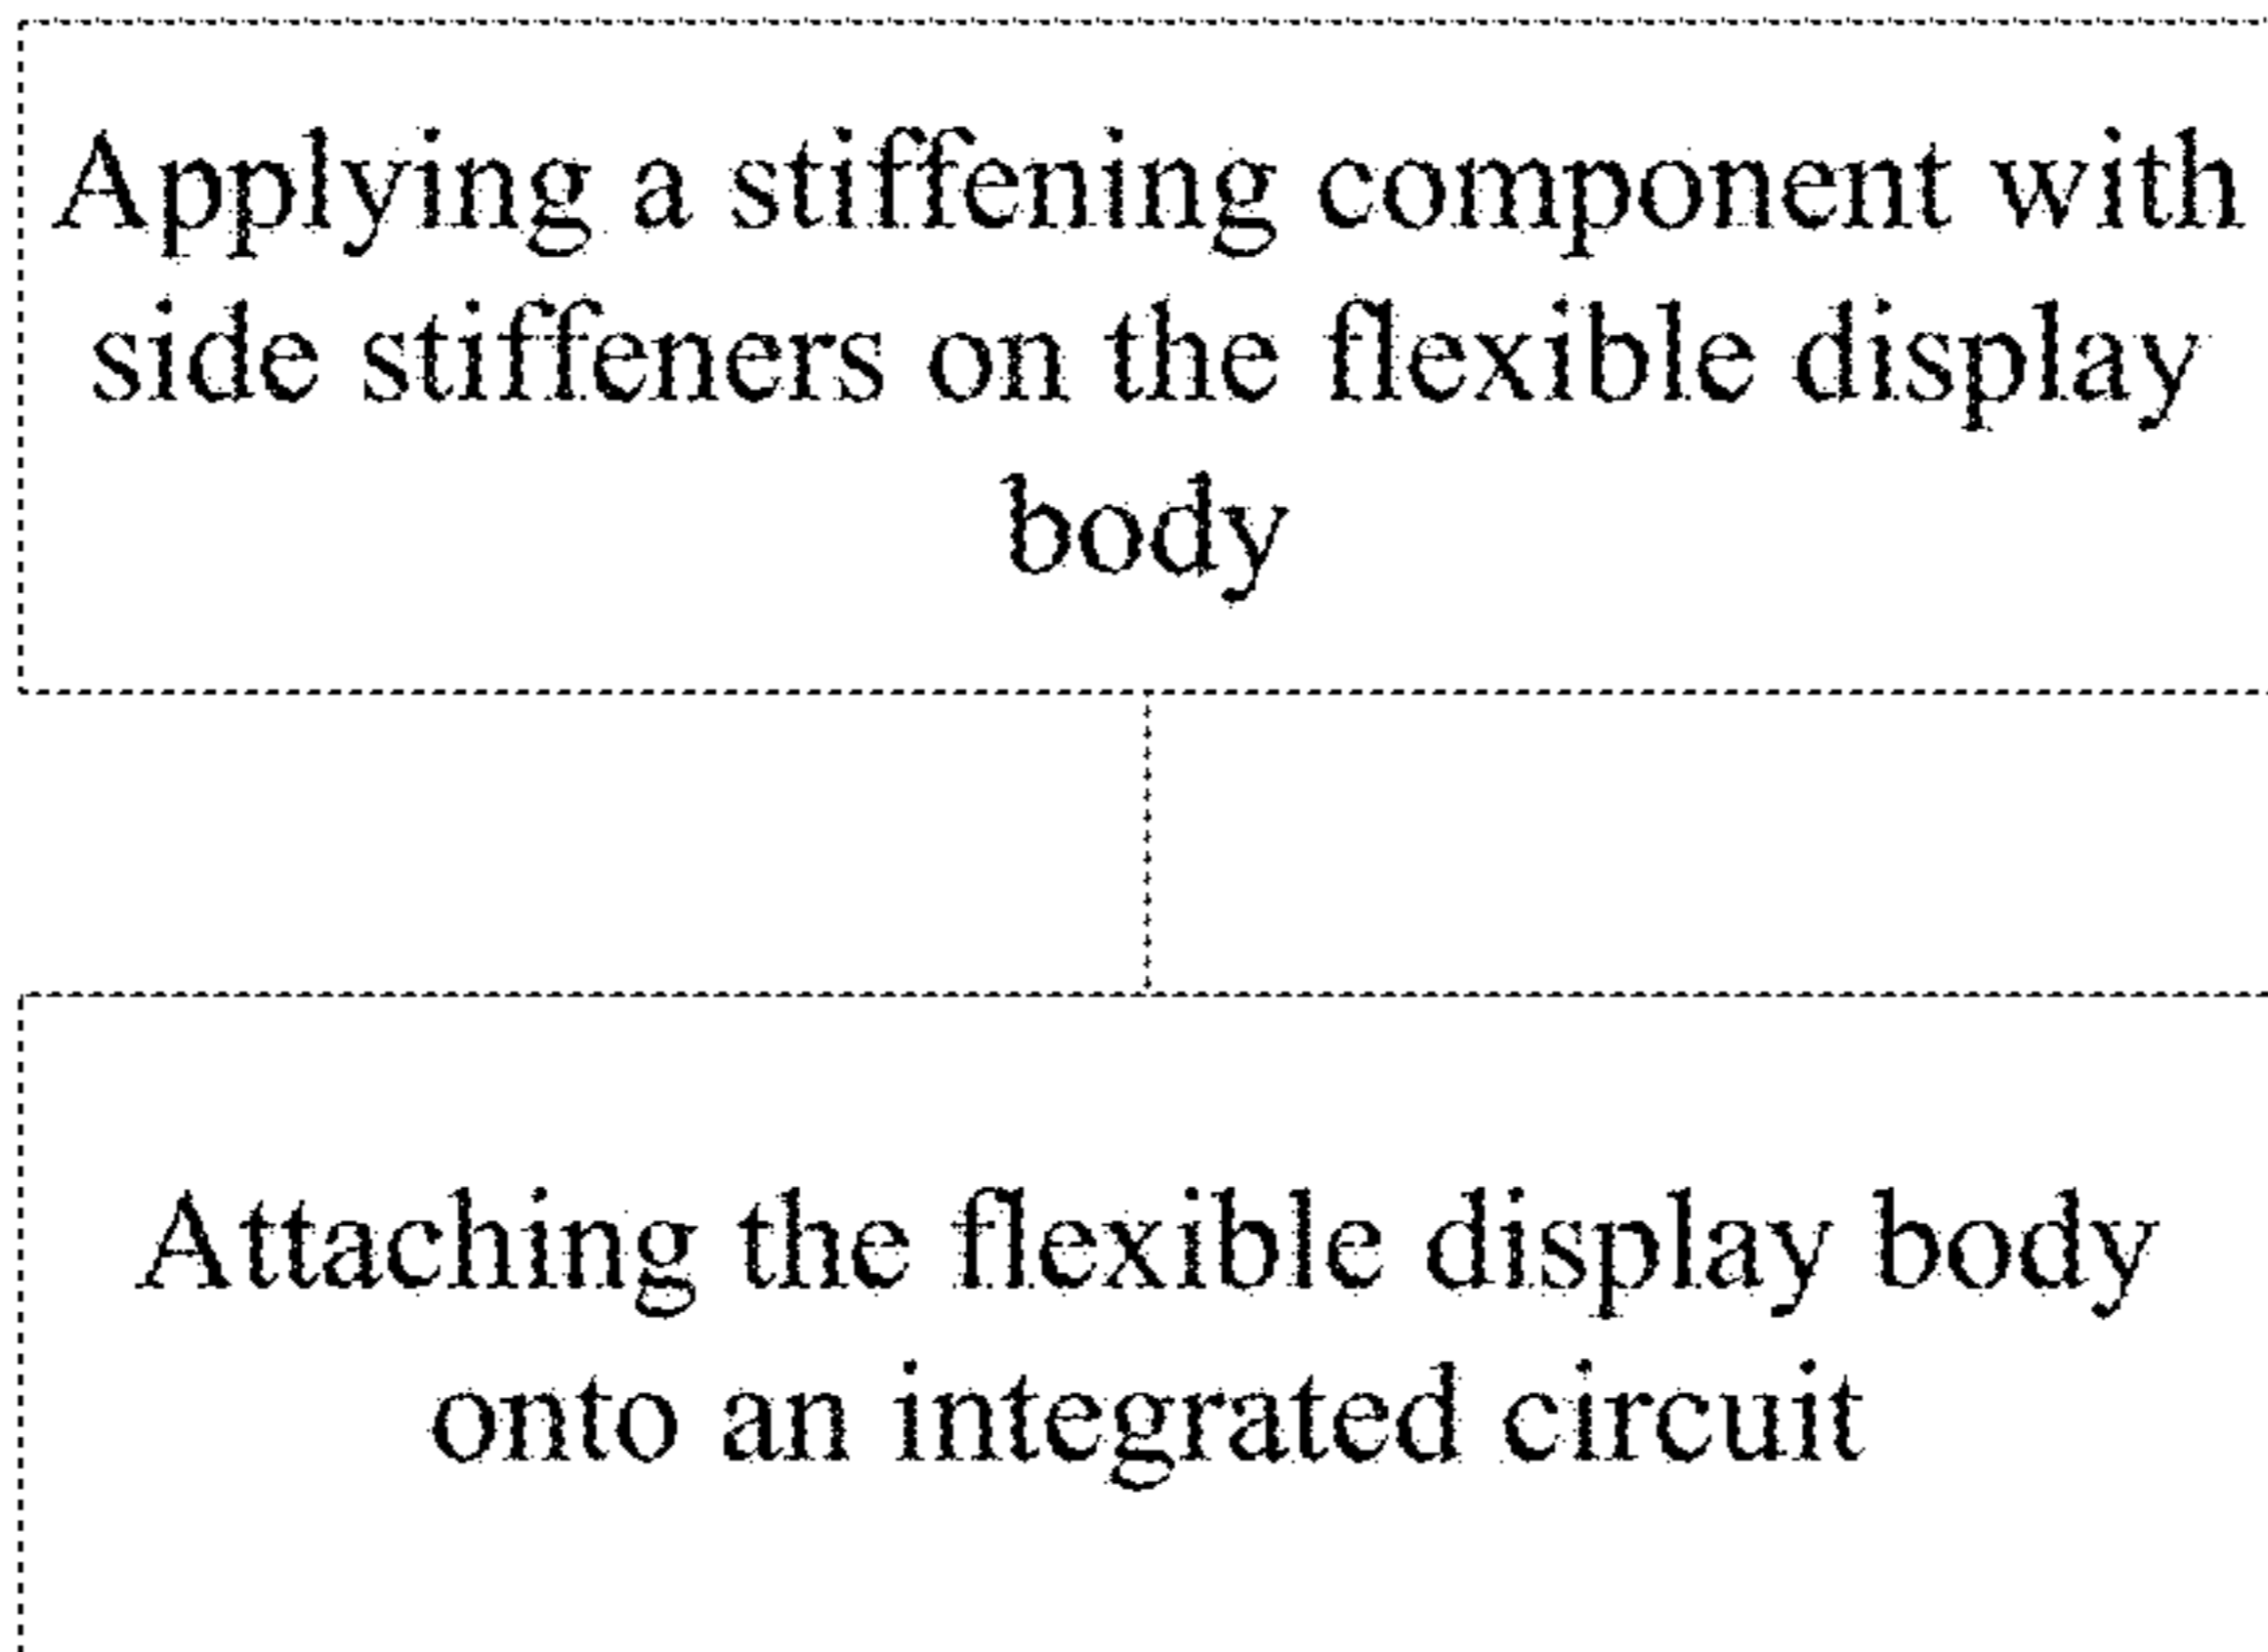 Applying a stiffening component with
side stiffeners on the flexible display
body
Attaching the flexible display body
onto an integrated circuit